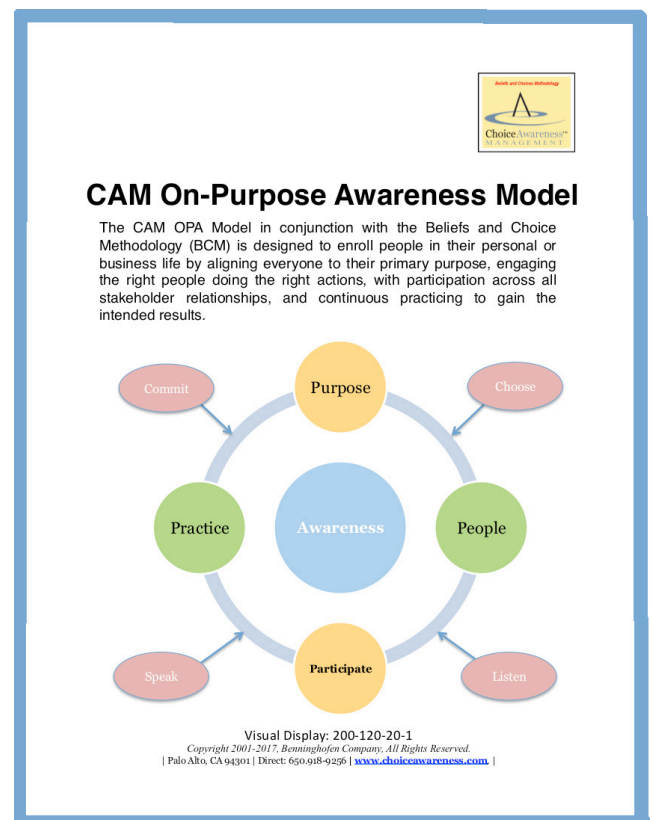 Beliefs and Choices Methodology
ChoiceAwareness™
MANAGEMENT
CAM On-Purpose Awareness Model
The CAM OPA Model in conjunction with the Beliefs and Choice
Methodology (BCM) is designed to enroll people in their personal or
business life by aligning everyone to their primary purpose, engaging
the right people doing the right actions, with participation across all
stakeholder relationships, and continuous practicing to gain the
intended results.
Commit
Purpose
Choose
Practice
Awareness
People
Speak
Participate
Listen
Visual Display: 200-120-20-1
Copyright 2001-2017, Benninghofen Company, All Rights Reserved.
| Palo Alto, CA 94301 | Direct: 650.918-9256 | www.choiceawareness.com |